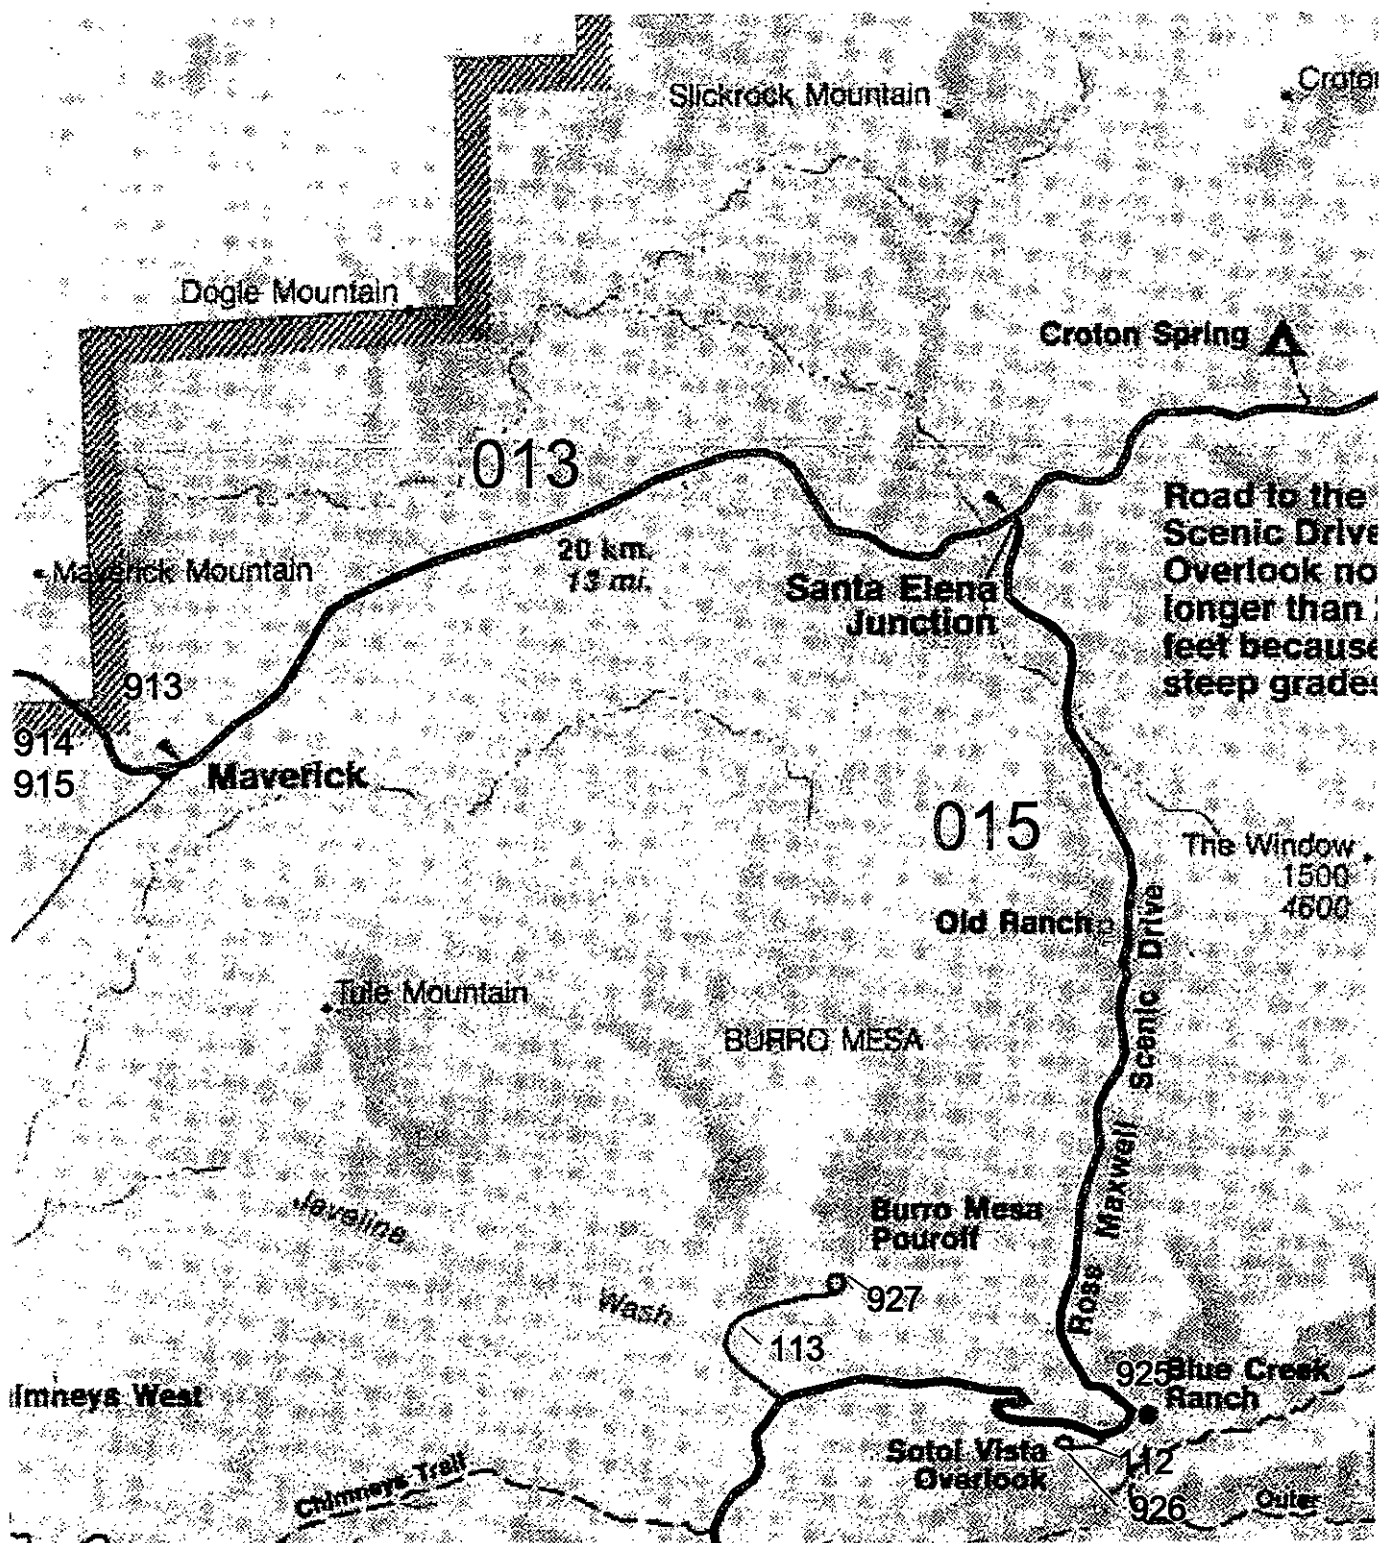 Slickrock Mountain
Croton
Dogie Mountain
Croton Spring
013
20 km.
13 mi.
Road to the
Scenic Drive
Overlook no
longer than
feet because
steep grades
Maverick Mountain
Santa Elena
Junction
913
914
915
Maverick
015
The Window
1500
4600
Old Ranch
Tule Mountain
BURRO MESA
Ross Maxwell Scenic Drive
Javelina
Wash
Burro Mesa
Pouroff
927
113
imneys West
925
Blue Creek
Ranch
Sotol Vista
Overlook
112
926
Chimneys Trail
Outer